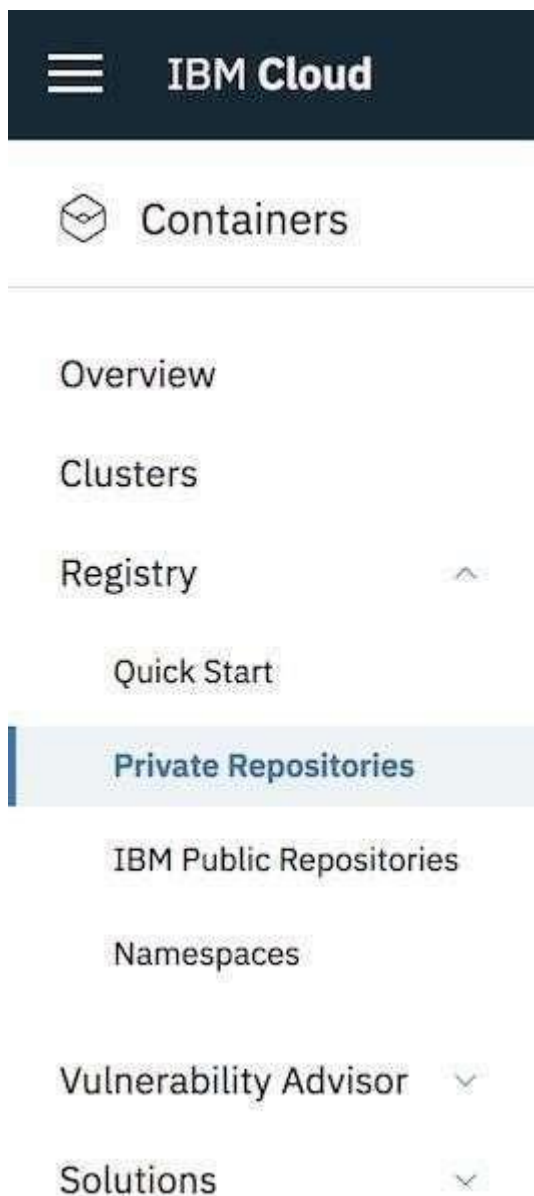 IBM Cloud
Containers
Overview
Clusters
Registry
Quick Start
Private Repositories
IBM Public Repositories
Namespaces
Vulnerability Advisor
Solutions